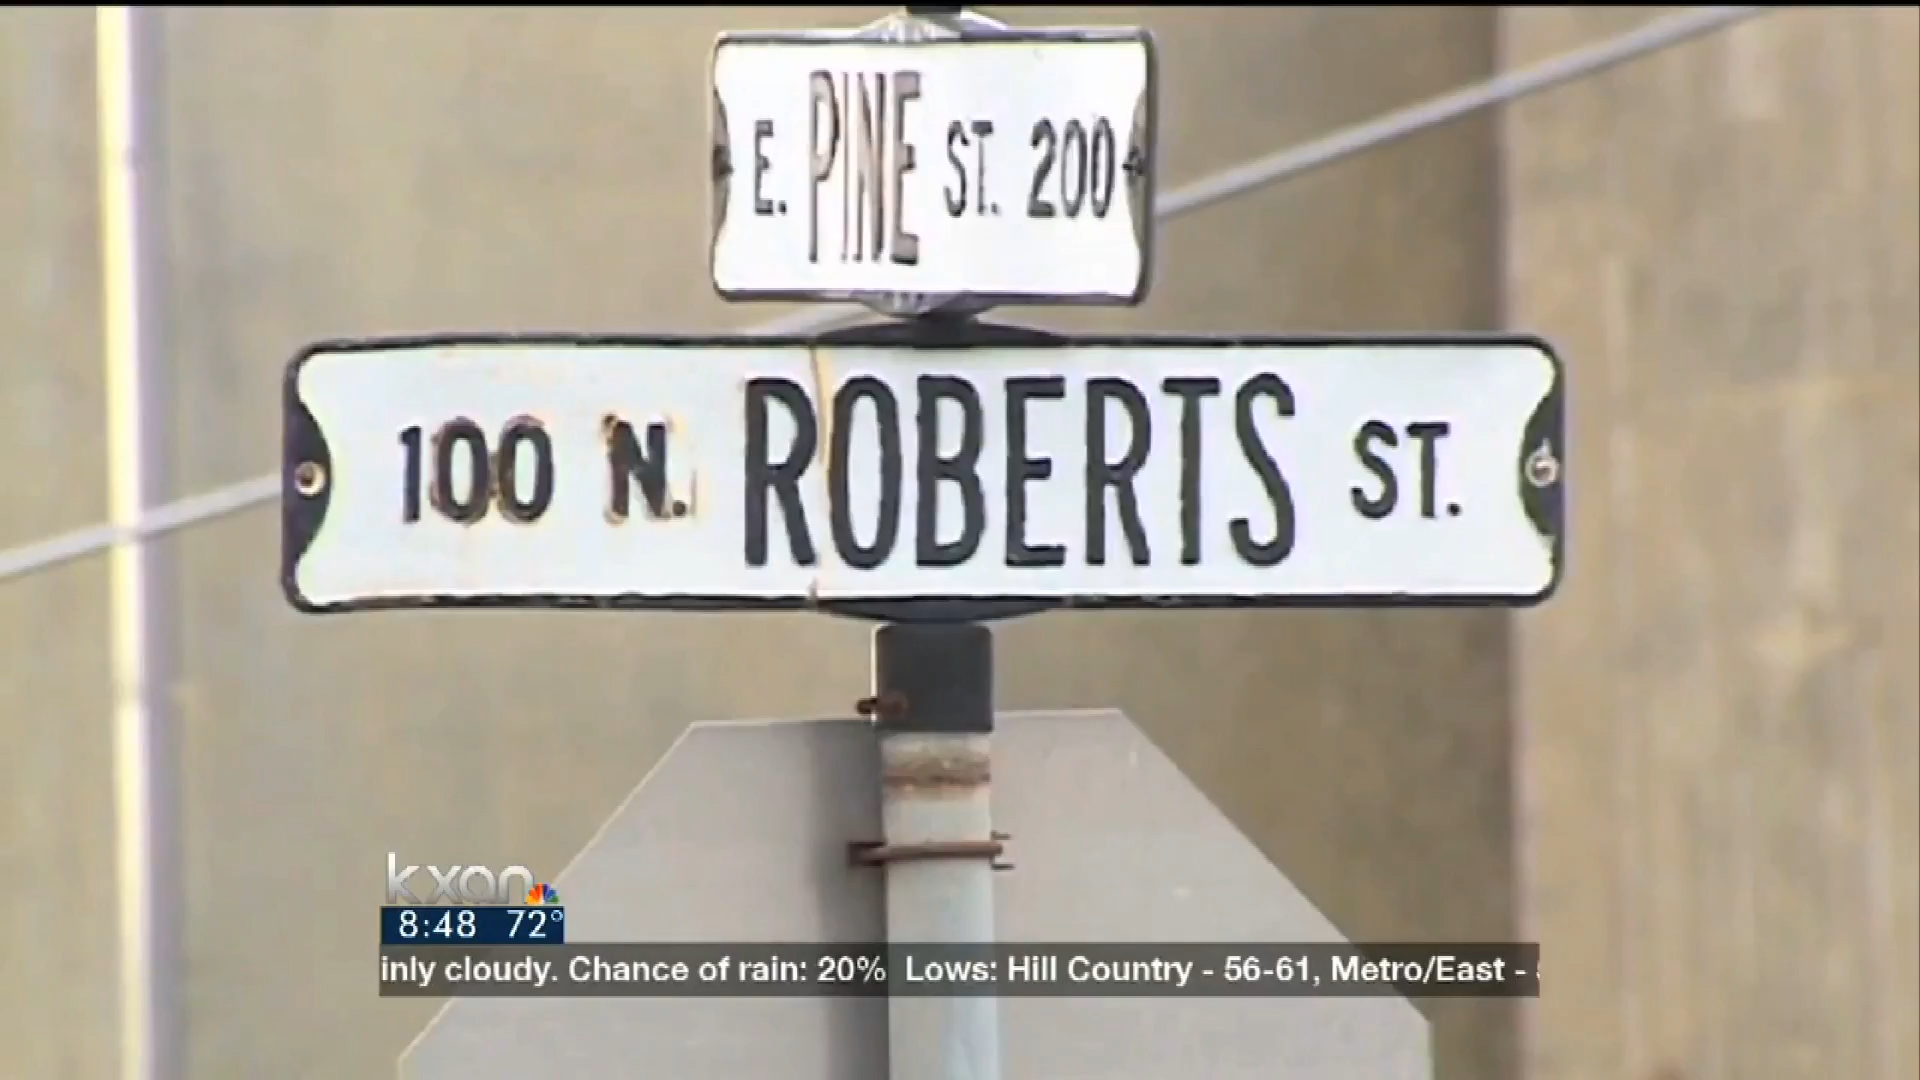 E. PINE ST. 200
100 N. ROBERTS ST.
kxan
8:48 72°
inly cloudy. Chance of rain: 20% Lows: Hill Country - 56-61, Metro/East -